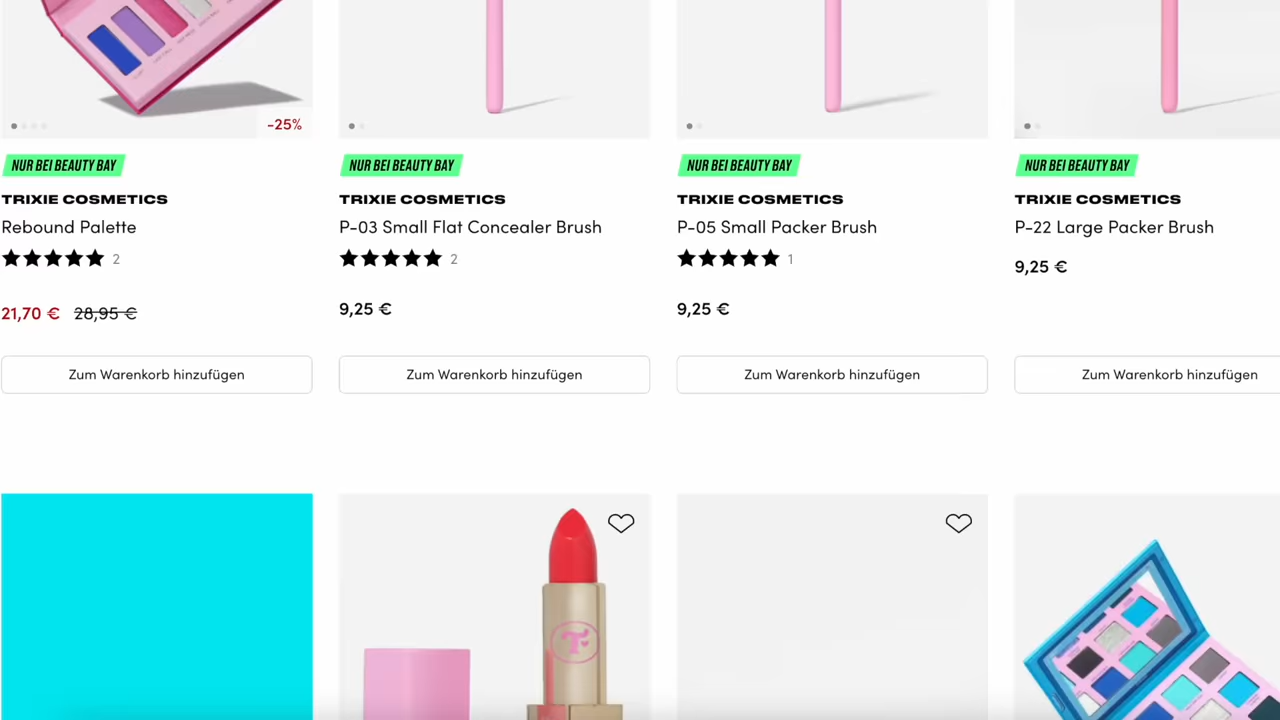 -25%
NUR BEI BEAUTY BAY
TRIXIE COSMETICS
Rebound Palette
2
21,70 € 28,95 €
Zum Warenkorb hinzufügen
NUR BEI BEAUTY BAY
TRIXIE COSMETICS
P-03 Small Flat Concealer Brush
2
9,25 €
Zum Warenkorb hinzufügen
NUR BEI BEAUTY BAY
TRIXIE COSMETICS
P-05 Small Packer Brush
1
9,25 €
Zum Warenkorb hinzufügen
NUR BEI BEAUTY BAY
TRIXIE COSMETICS
P-22 Large Packer Brush
9,25 €
Zum Warenkorb hinzufügen
T